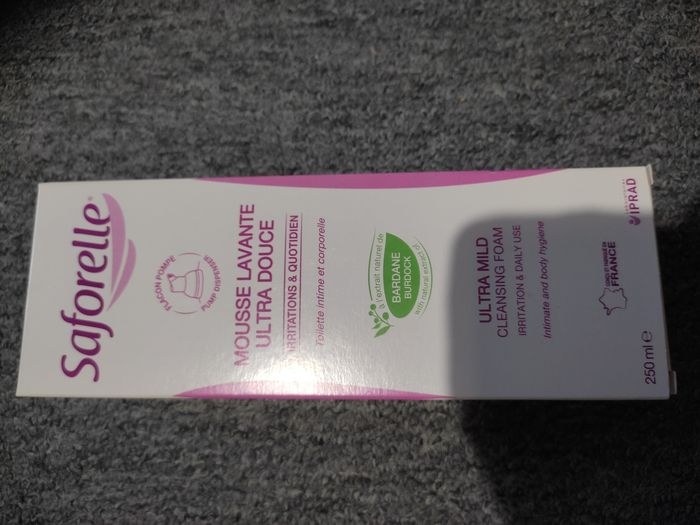 Saforelle®
FLACON POMPE
PUMP DISPENSER
MOUSSE LAVANTE
ULTRA DOUCE
IRRITATIONS & QUOTIDIEN
Toilette intime et corporelle
à l'extrait naturel de
BARDANE
BURDOCK
with natural extract of
ULTRA MILD
CLEANSING FOAM
IRRITATION & DAILY USE
Intimate and body hygiene
FRANCE
250 ml ℮
IPRAD